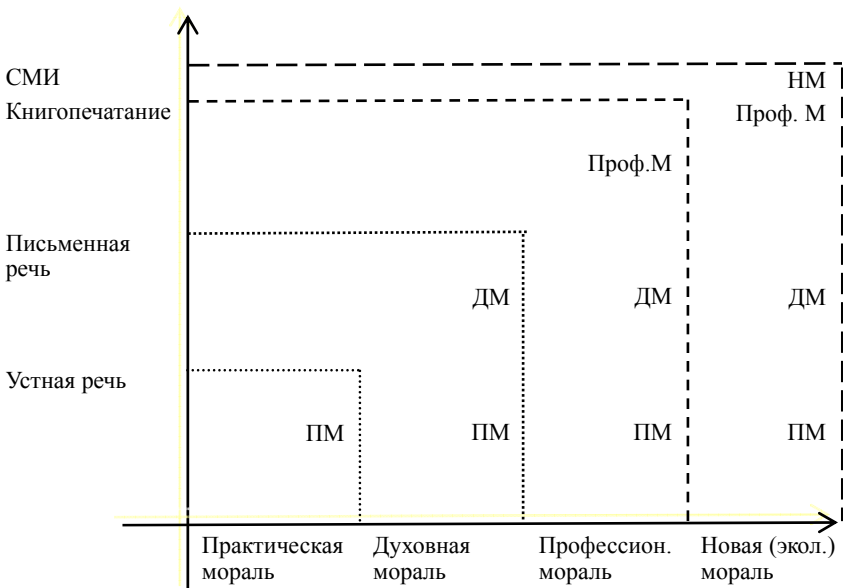 СМИ
НМ
Книгопечатание
Проф. М
Проф.М
Письменная
речь
ДМ
ДМ
ДМ
Устная речь
ПМ
ПМ
ПМ
ПМ
Практическая
мораль
Духовная
мораль
Профессион.
мораль
Новая (экол.)
мораль